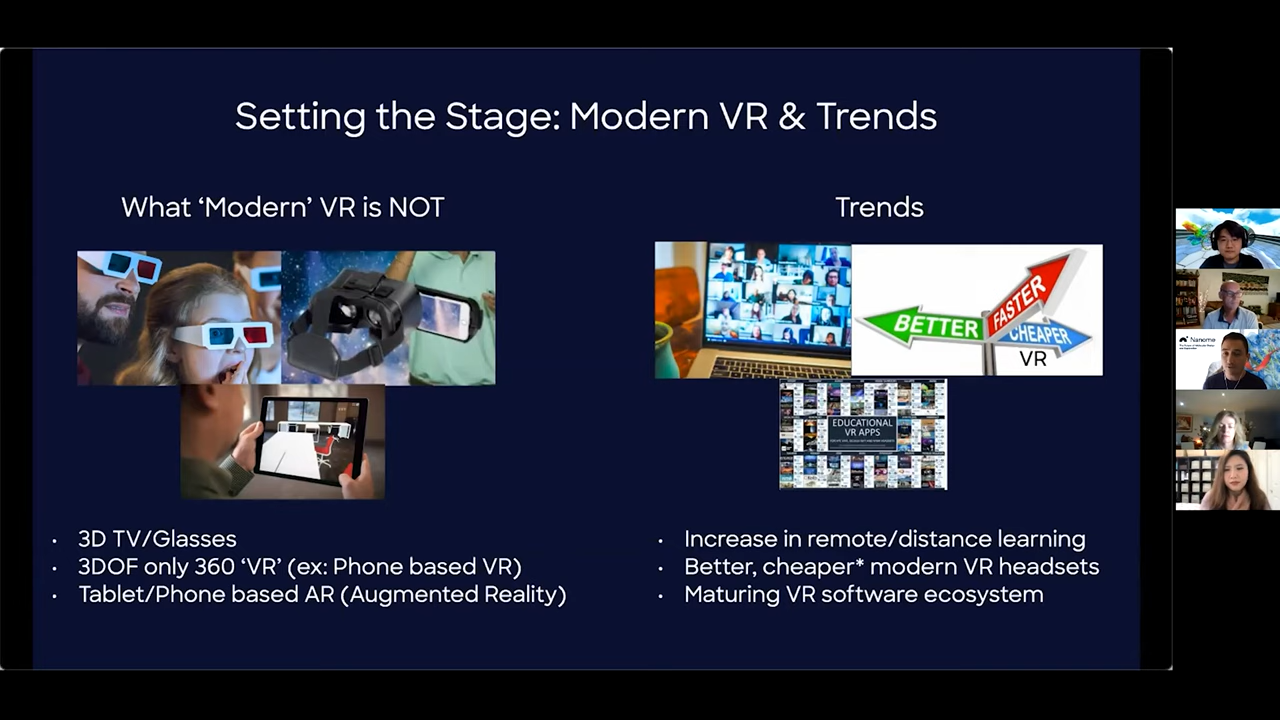 Setting the Stage: Modern VR & Trends
What ‘Modern’ VR is NOT
Trends
BETTER
FASTER
CHEAPER
VR
EDUCATIONAL
VR APPS
• 3D TV/Glasses
• 3DOF only 360 ‘VR’ (ex: Phone based VR)
• Tablet/Phone based AR (Augmented Reality)
• Increase in remote/distance learning
• Better, cheaper* modern VR headsets
• Maturing VR software ecosystem
Nanome